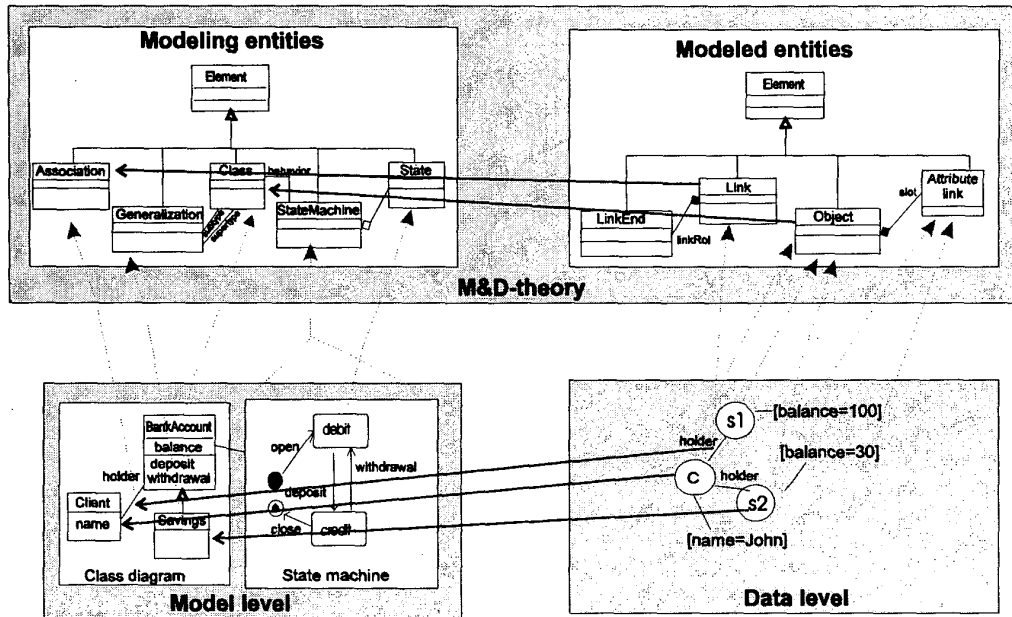 Modeling entities
Element
Association
Class
behavior
State
Generalization
subtype
supertype
StateMachine
Modeled entities
Element
Link
Attribute
link
slot
LinkEnd
Object
linkRol
M&D-theory
BankAccount
balance
deposit
withdrawal
holder
Client
name
Savings
Class diagram
debit
open
withdrawal
deposit
close
credit
State machine
Model level
s1
[balance=100]
holder
[balance=30]
c
holder
s2
[name=John]
Data level